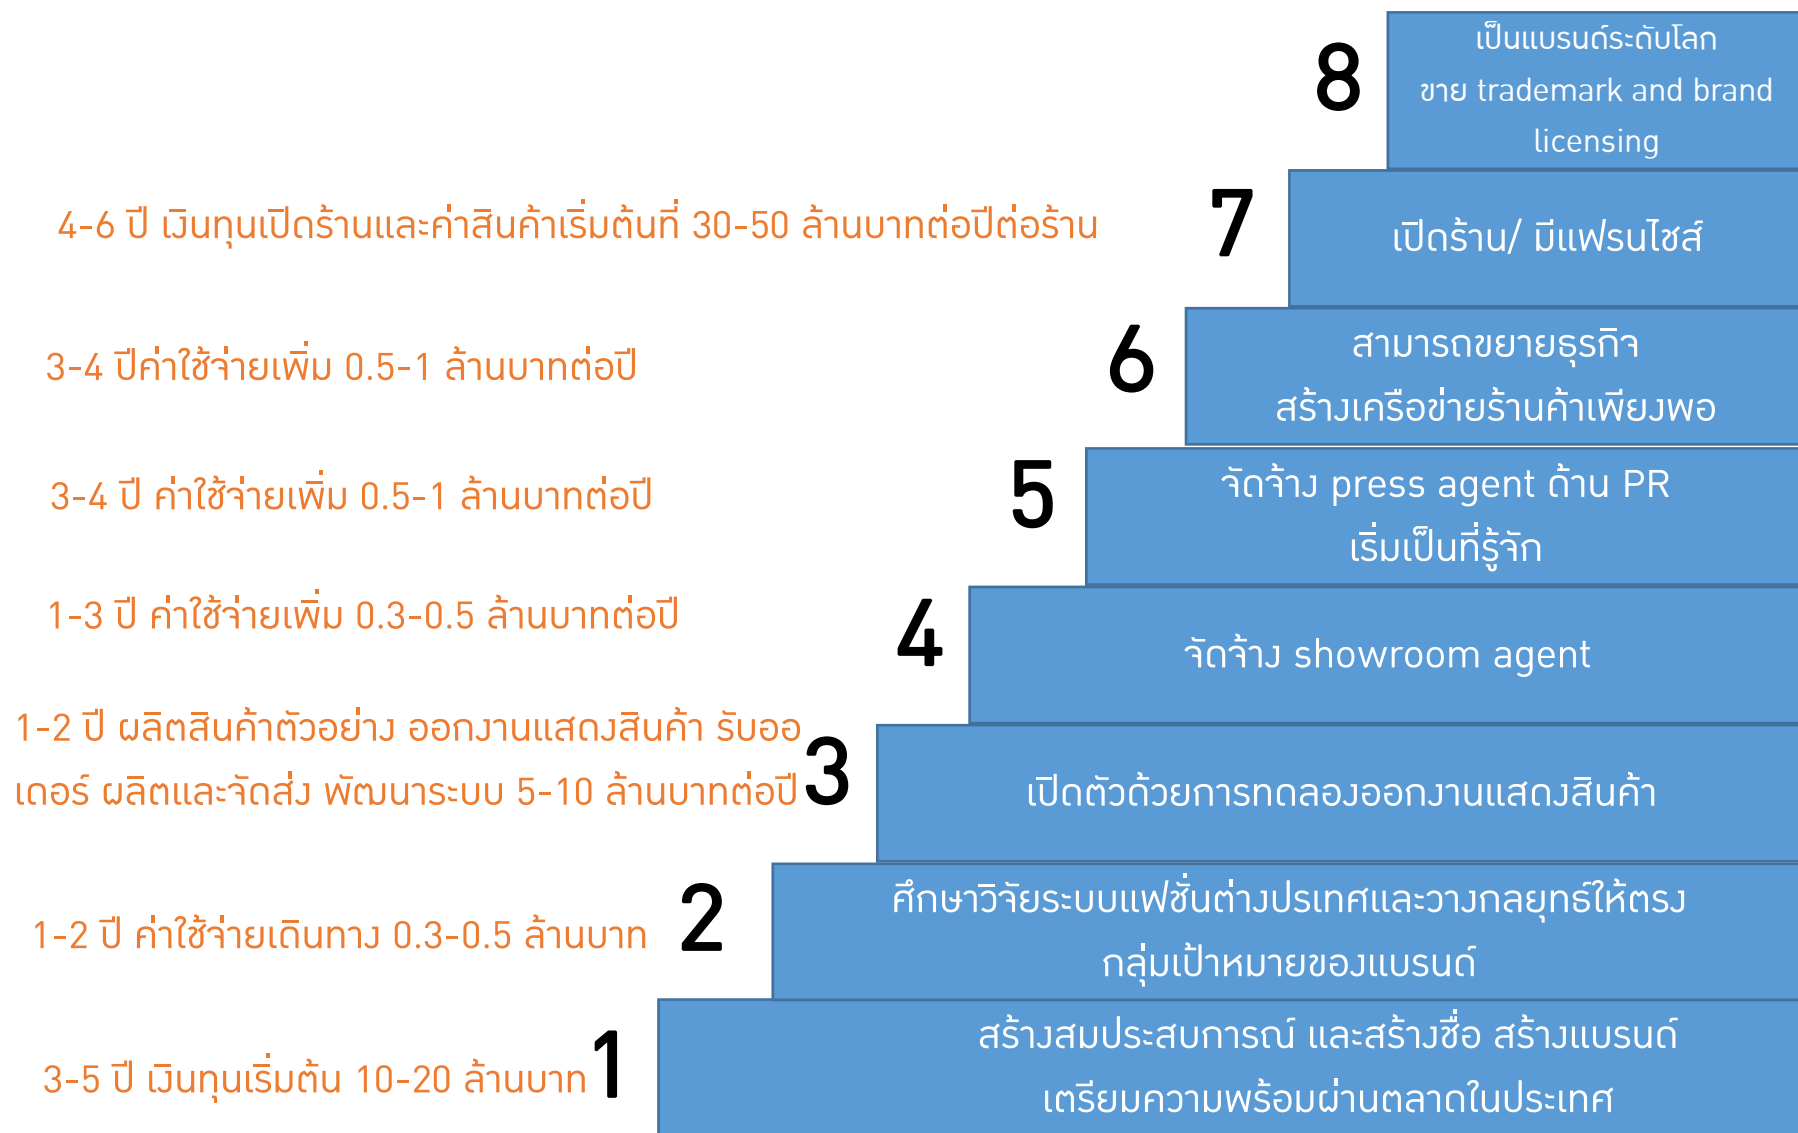 8
เป็นแบรนด์ระดับโลก
ขาย trademark and brand
licensing
4-6 ปี เงินทุนเปิดร้านและค่าสินค้าเริ่มต้นที่ 30-50 ล้านบาทต่อปีต่อร้าน
7
เปิดร้าน/ มีแฟรนไชส์
3-4 ปีค่าใช้จ่ายเพิ่ม 0.5-1 ล้านบาทต่อปี
6
สามารถขยายธุรกิจ
สร้างเครือข่ายร้านค้าเพียงพอ
3-4 ปี ค่าใช้จ่ายเพิ่ม 0.5-1 ล้านบาทต่อปี
5
จัดจ้าง press agent ด้าน PR
เริ่มเป็นที่รู้จัก
1-3 ปี ค่าใช้จ่ายเพิ่ม 0.3-0.5 ล้านบาทต่อปี
4
จัดจ้าง showroom agent
1-2 ปี ผลิตสินค้าตัวอย่าง ออกงานแสดงสินค้า รับออ
เดอร์ ผลิตและจัดส่ง พัฒนาระบบ 5-10 ล้านบาทต่อปี
3
เปิดตัวด้วยการทดลองออกงานแสดงสินค้า
1-2 ปี ค่าใช้จ่ายเดินทาง 0.3-0.5 ล้านบาท
2
ศึกษาวิจัยระบบแฟชั่นต่างปรเทศและวางกลยุทธ์ให้ตรง
กลุ่มเป้าหมายของแบรนด์
3-5 ปี เงินทุนเริ่มต้น 10-20 ล้านบาท
1
สร้างสมประสบการณ์ และสร้างชื่อ สร้างแบรนด์
เตรียมความพร้อมผ่านตลาดในประเทศ